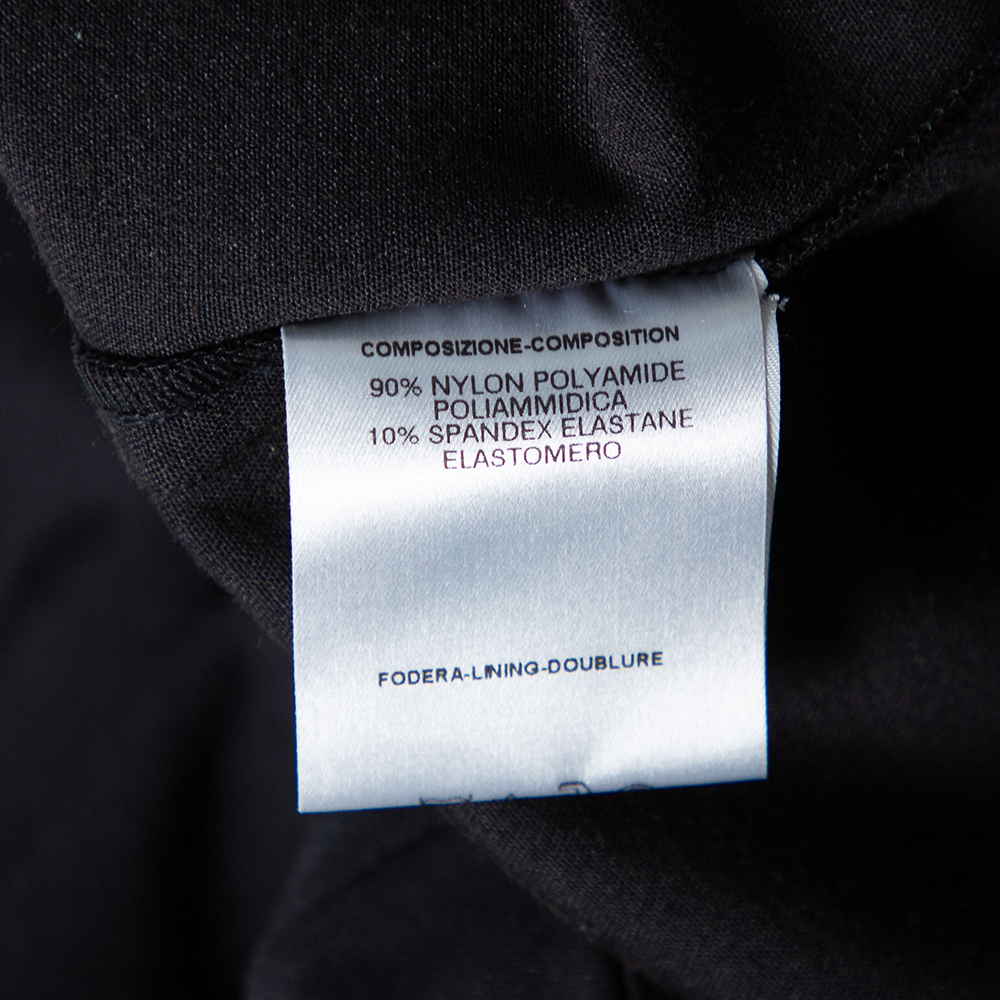 COMPOSIZIONE-COMPOSITION
90% NYLON POLYAMIDE
POLIAMMIDICA
10% SPANDEX ELASTANE
ELASTOMERO
FODERA-LINING-DOUBLURE